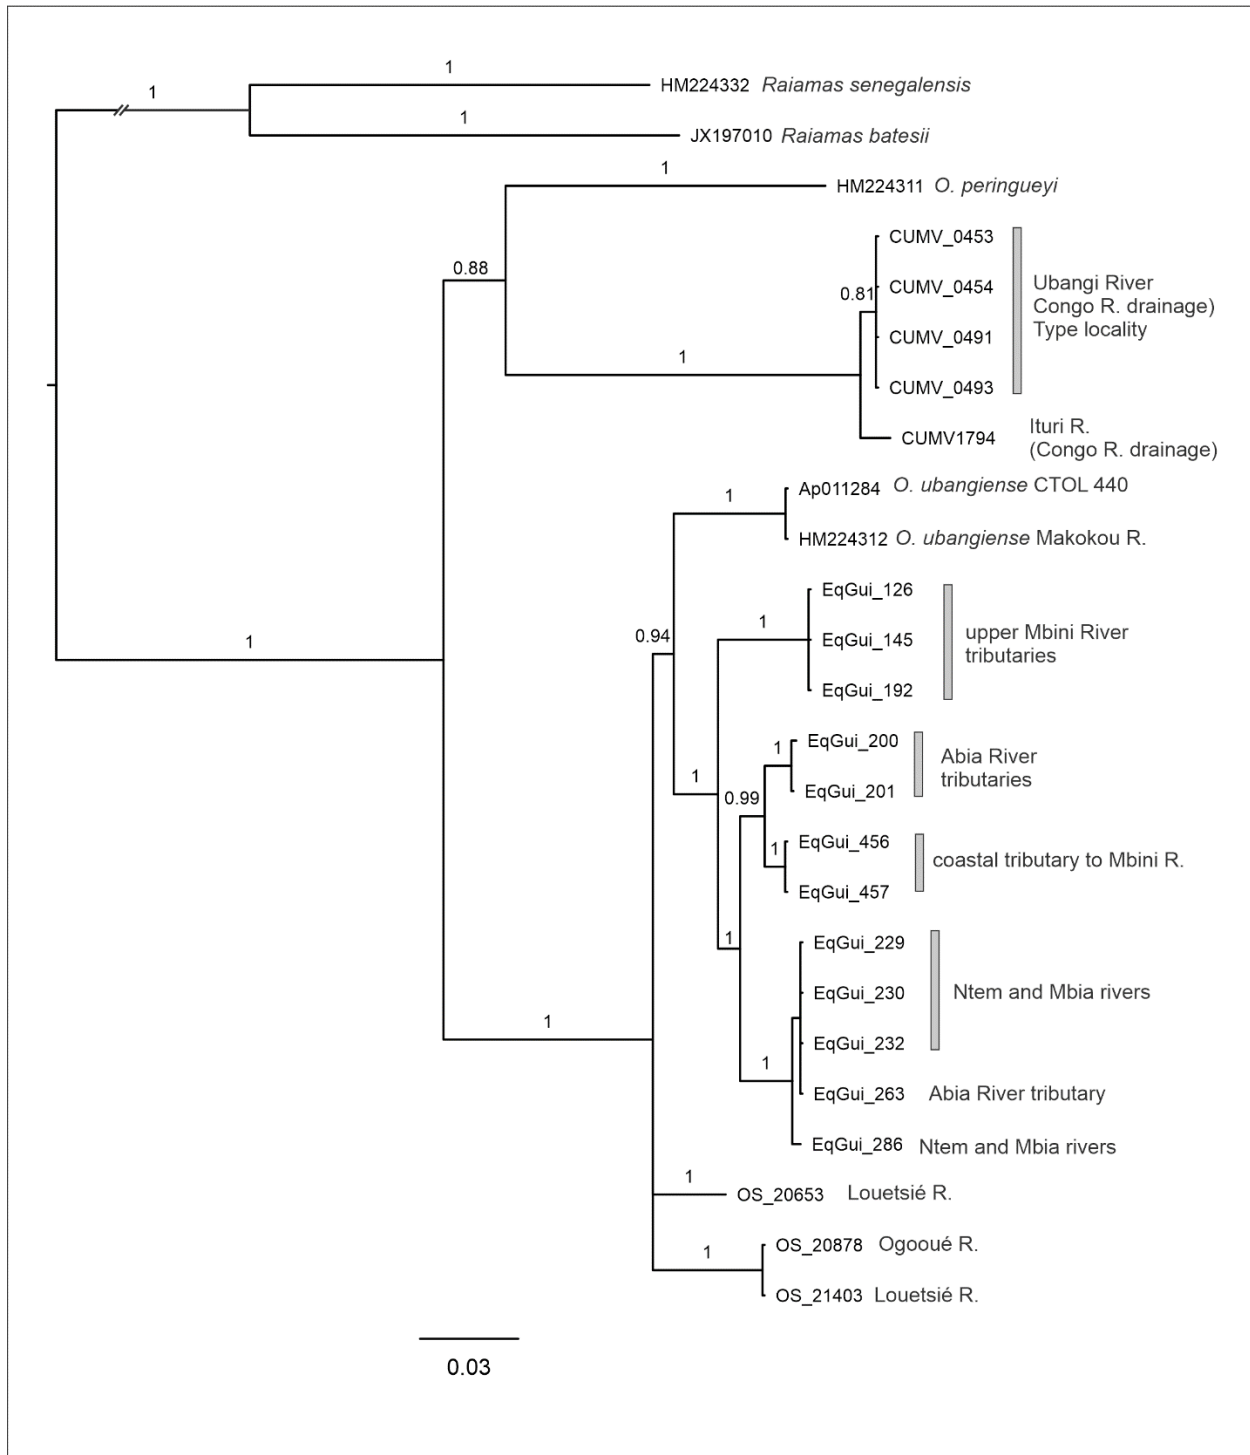 1
1
HM224332 Raiamas senegalensis
1
JX197010 Raiamas batesii
1
HM224311 O. peringueyi
CUMV_0453
0.88
0.81
CUMV_0454
Ubangi River
Congo R. drainage)
Type locality
CUMV_0491
1
CUMV_0493
CUMV1794
Ituri R.
(Congo R. drainage)
1
Ap011284 O. ubangiense CTOL 440
HM224312 O. ubangiense Makokou R.
EqGui_126
1
0.94
1
EqGui_145
upper Mbini River
tributaries
EqGui_192
1
EqGui_200
Abia River
tributaries
1
0.99
EqGui_201
EqGui_456
1
coastal tributary to Mbini R.
EqGui_457
1
EqGui_229
EqGui_230
Ntem and Mbia rivers
1
EqGui_232
1
EqGui_263 Abia River tributary
EqGui_286 Ntem and Mbia rivers
1
OS_20653 Louetsié R.
1
OS_20878 Ogooué R.
OS_21403 Louetsié R.
0.03